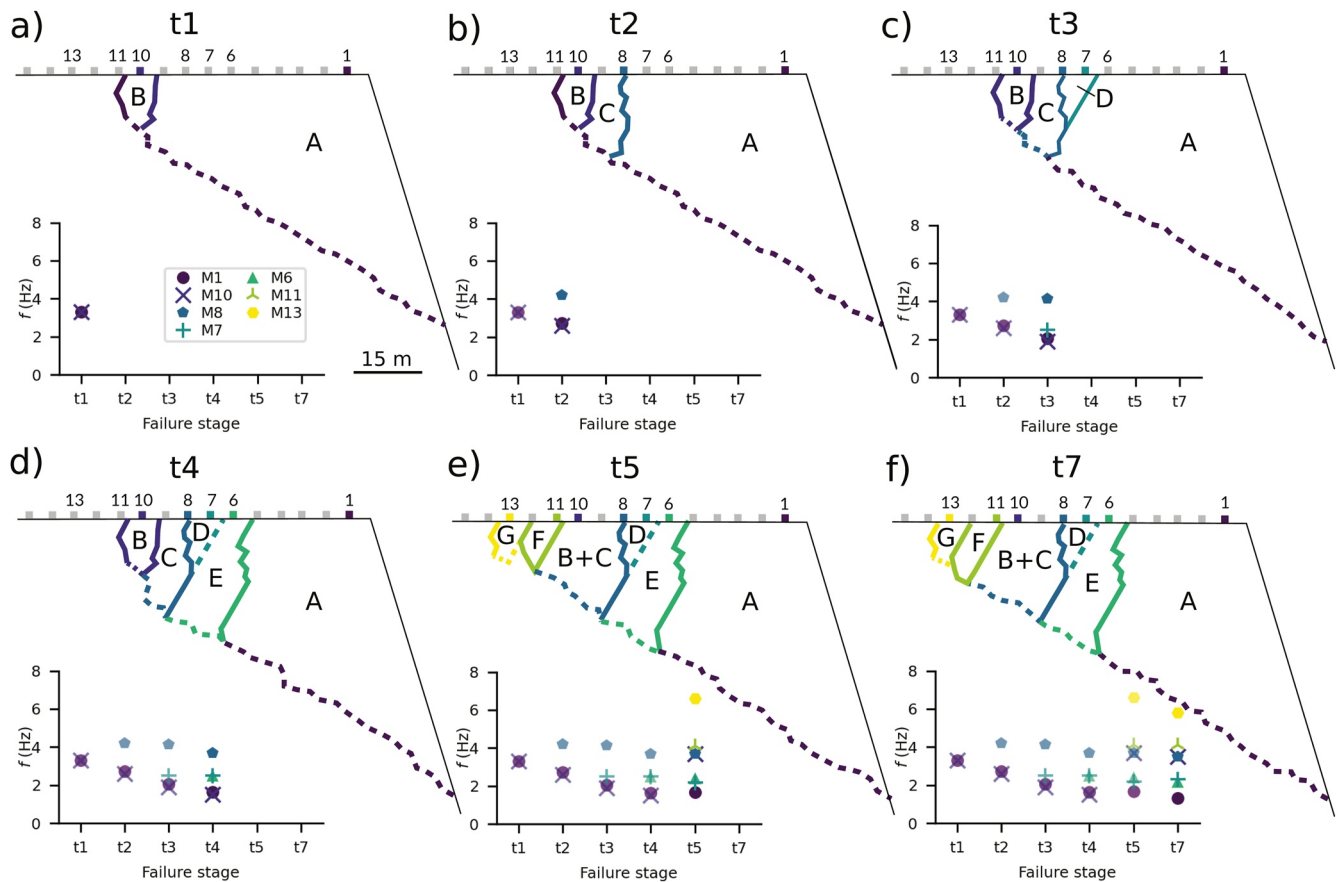 a) t1
13 11 10 8 7 6 1
B
A
8
6
4
2
0
f (Hz)
M1 M6
M10 M11
M8 M13
M7
15 m
t1 t2 t3 t4 t5 t7
Failure stage
b) t2
13 11 10 8 7 6 1
B
C
A
8
6
4
2
0
f (Hz)
t1 t2 t3 t4 t5 t7
Failure stage
c) t3
13 11 10 8 7 6 1
B
C
D
A
8
6
4
2
0
f (Hz)
t1 t2 t3 t4 t5 t7
Failure stage
d) t4
13 11 10 8 7 6 1
B
C
D
E
A
8
6
4
2
0
f (Hz)
t1 t2 t3 t4 t5 t7
Failure stage
e) t5
13 11 10 8 7 6 1
G
F
B+C
D
E
A
8
6
4
2
0
f (Hz)
t1 t2 t3 t4 t5 t7
Failure stage
f) t7
13 11 10 8 7 6 1
G
F
B+C
D
E
A
8
6
4
2
0
f (Hz)
t1 t2 t3 t4 t5 t7
Failure stage